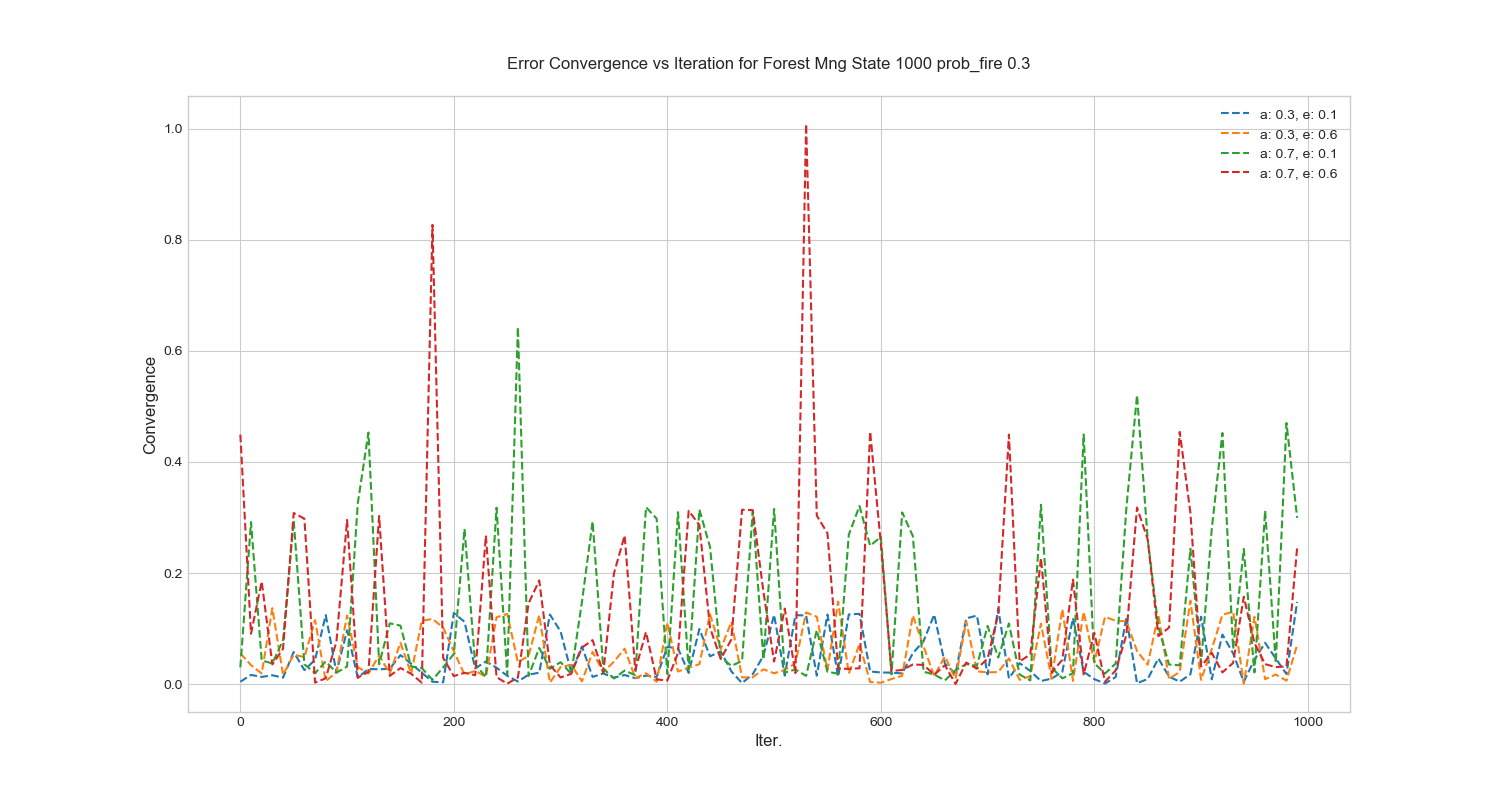 Error Convergence vs Iteration for Forest Mng State 1000 prob_fire 0.3
a: 0.3, e: 0.1
a: 0.3, e: 0.6
a: 0.7, e: 0.1
a: 0.7, e: 0.6
Convergence
1.0
0.8
0.6
0.4
0.2
0.0
0 200 400 600 800 1000
Iter.